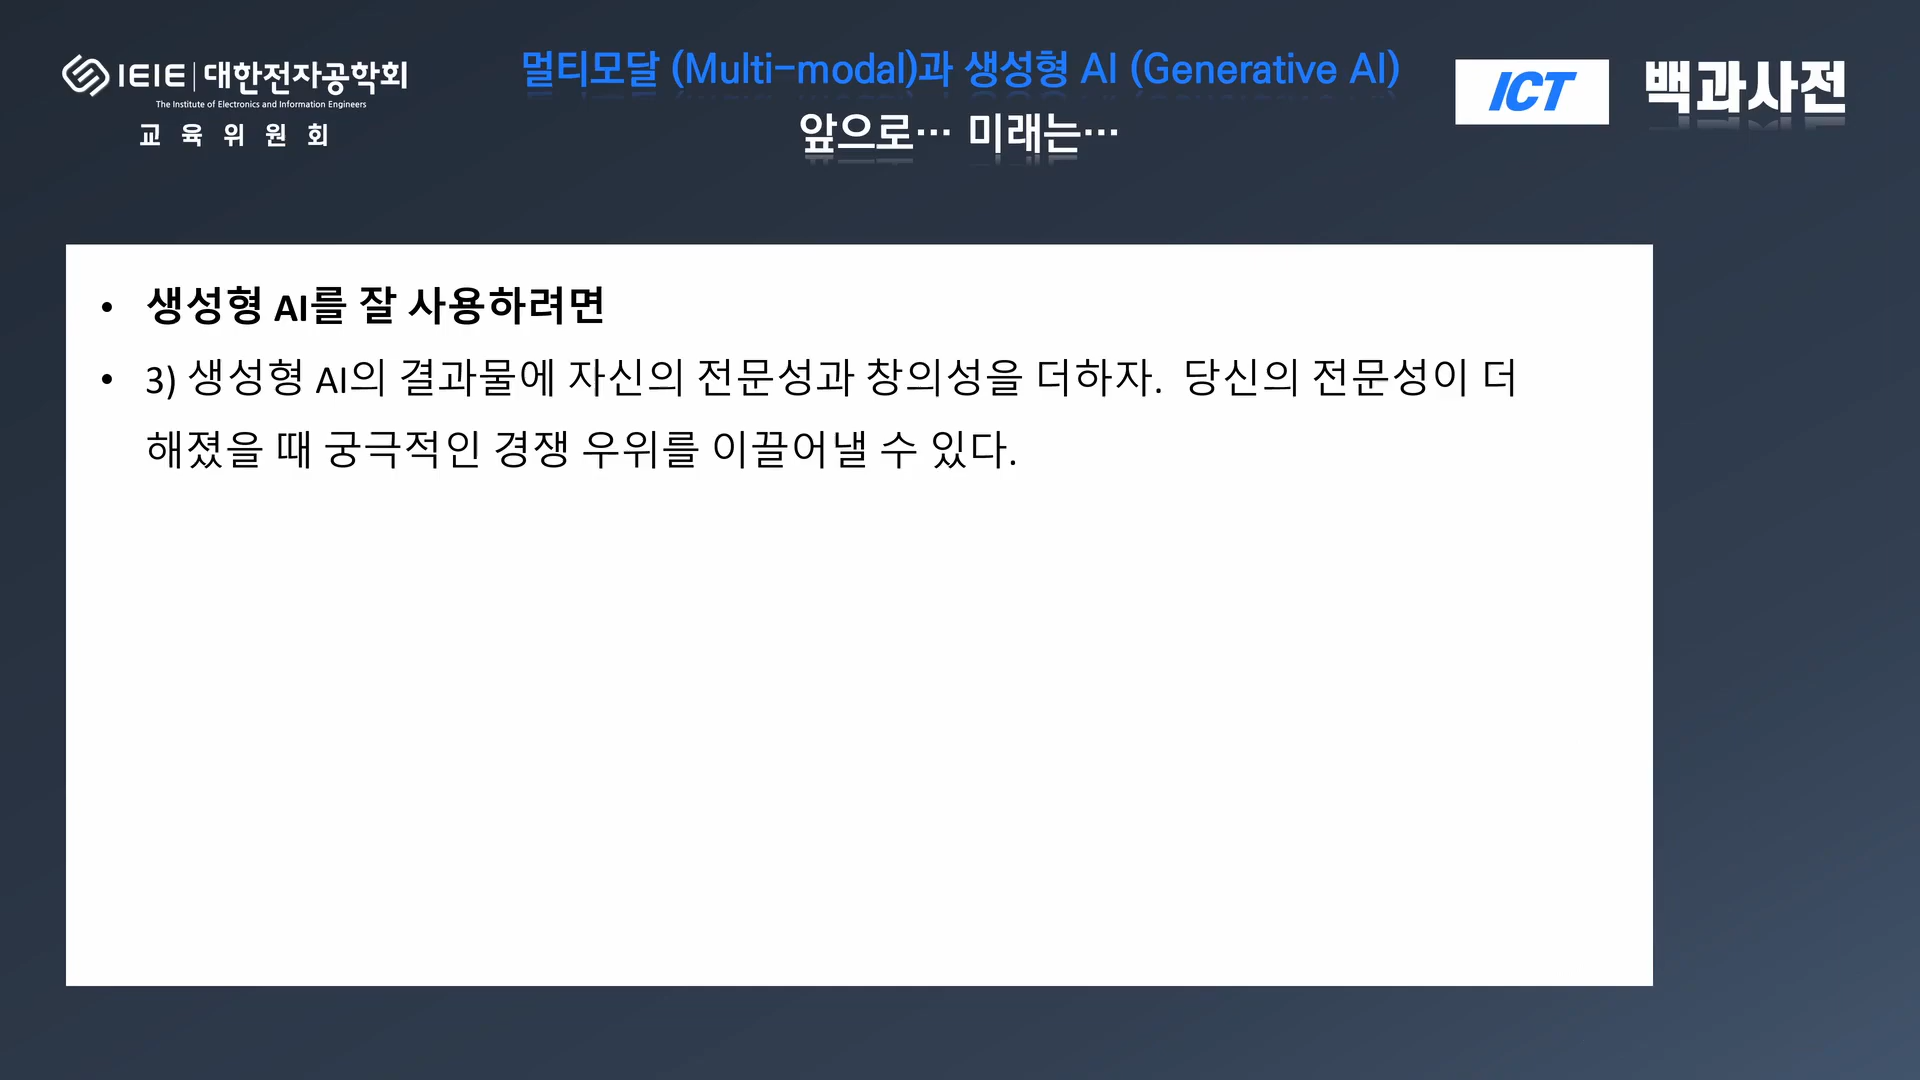 IEIE 대한전자공학회
The Institute of Electronics and Information Engineers
교육위원회
멀티모달 (Multi-modal)과 생성형 AI (Generative AI)
앞으로… 미래는…
ICT 백과사전
• 생성형 AI를 잘 사용하려면
• 3) 생성형 AI의 결과물에 자신의 전문성과 창의성을 더하자. 당신의 전문성이 더
해졌을 때 궁극적인 경쟁 우위를 이끌어낼 수 있다.